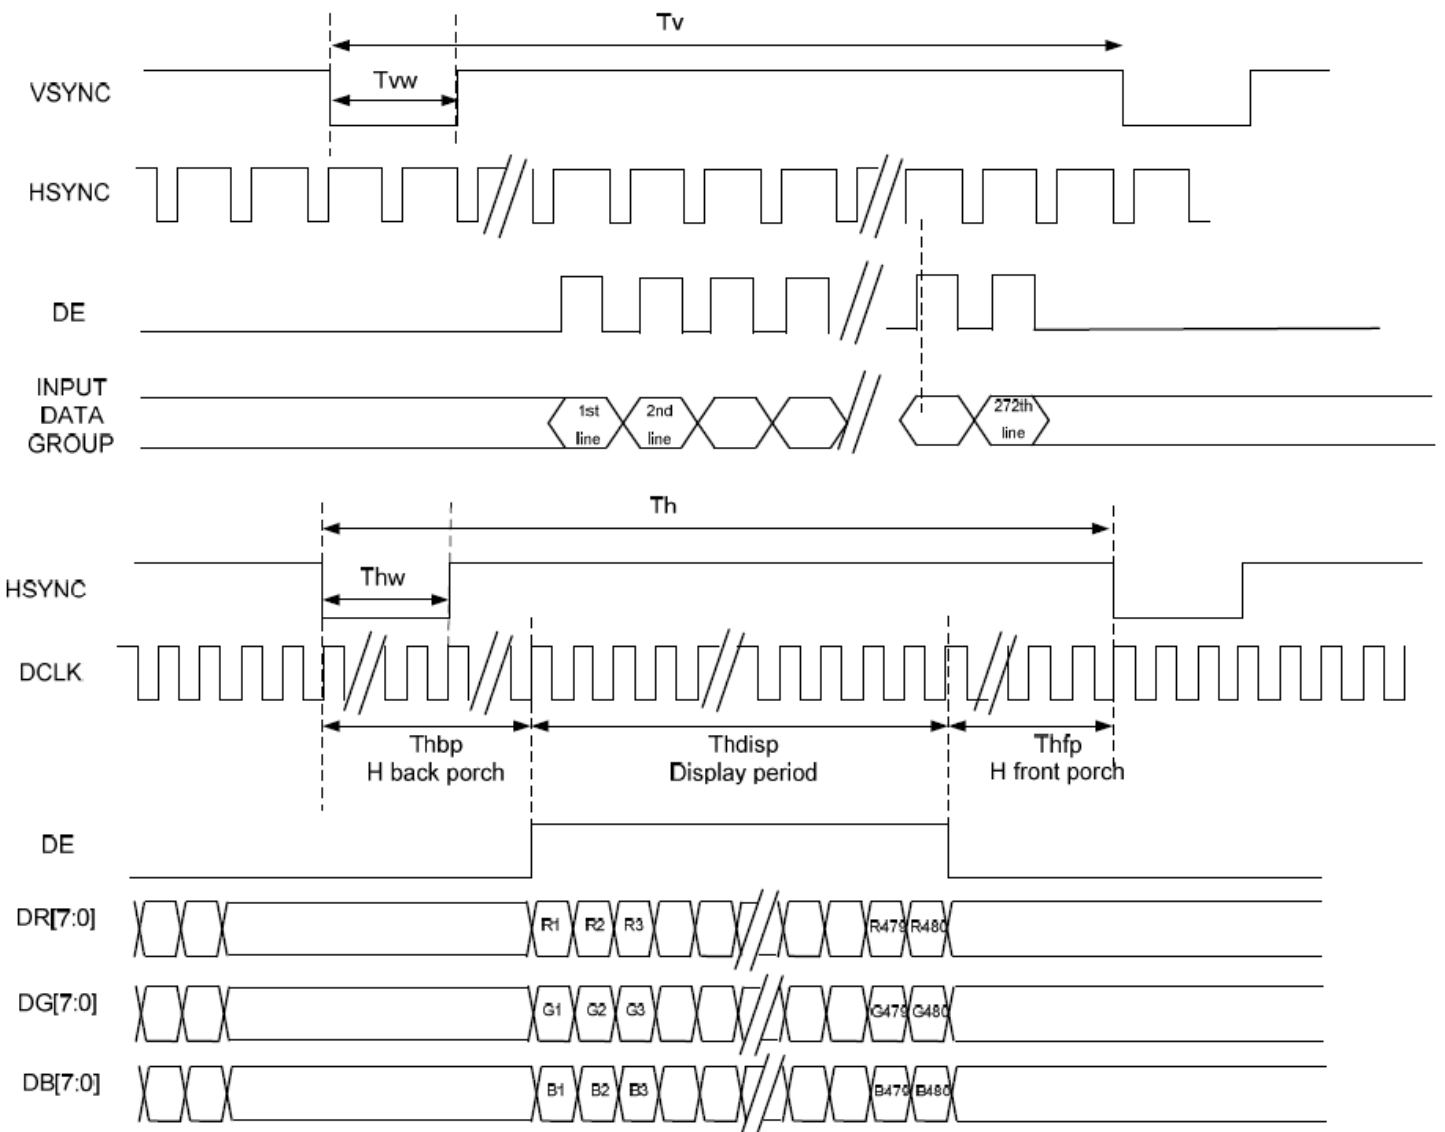 Tv
Tvw
VSYNC
HSYNC
DE
INPUT
DATA
GROUP
1st
line
2nd
line
272th
line
Th
Thw
HSYNC
DCLK
Thbp
H back porch
Thdisp
Display period
Thfp
H front porch
DE
DR[7:0]
R1 R2 R3 R479 R480
DG[7:0]
G1 G2 G3 G479 G480
DB[7:0]
B1 B2 B3 B479 B480